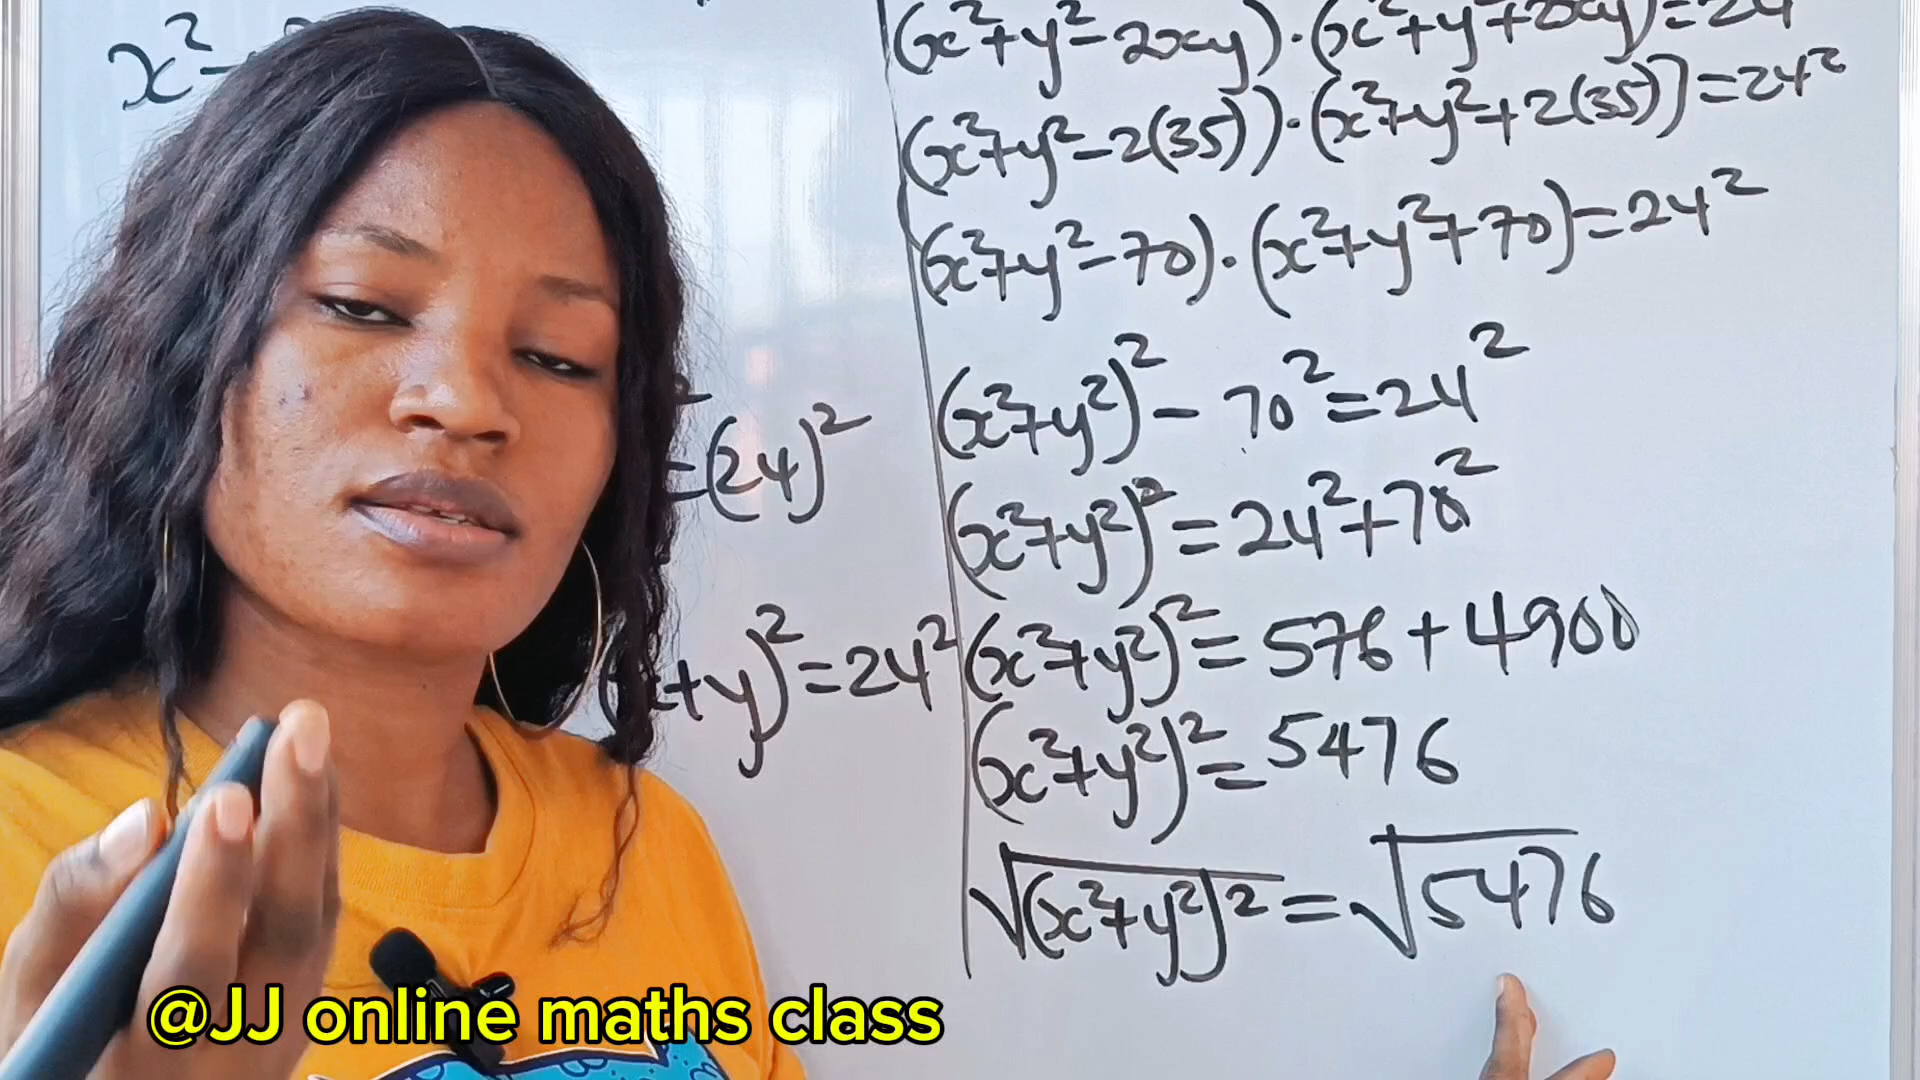 x² -
= (24)²
+y)² = 24²
(x²+y²-2xy)·(x²+y²+2xy)=24
(x²+y²-2(35))·(x²+y²+2(35)]=24²
(x²+y²-70)·(x²+y²+70)=24²
(x²+y²)² - 70² = 24²
(x²+y²)² = 24²+70²
(x²+y²)² = 576 + 4900
(x²+y²)² = 5476
√(x²+y²)² = √5476
@JJ online maths class